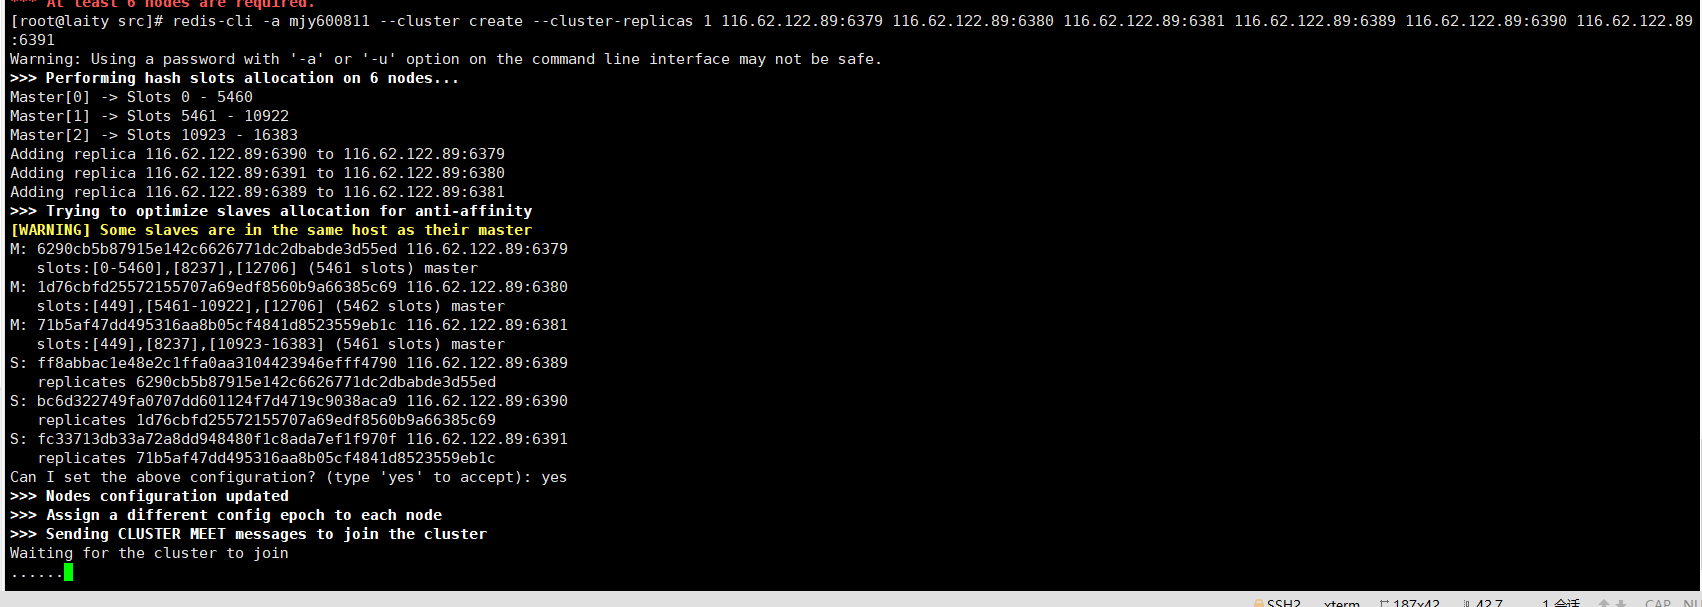 *** At least 6 nodes are required.
[root@laity src]# redis-cli -a mjy600811 --cluster create --cluster-replicas 1 116.62.122.89:6379 116.62.122.89:6380 116.62.122.89:6381 116.62.122.89:6389 116.62.122.89:6390 116.62.122.89
:6391
Warning: Using a password with '-a' or '-u' option on the command line interface may not be safe.
>>> Performing hash slots allocation on 6 nodes...
Master[0] -> Slots 0 - 5460
Master[1] -> Slots 5461 - 10922
Master[2] -> Slots 10923 - 16383
Adding replica 116.62.122.89:6390 to 116.62.122.89:6379
Adding replica 116.62.122.89:6391 to 116.62.122.89:6380
Adding replica 116.62.122.89:6389 to 116.62.122.89:6381
>>> Trying to optimize slaves allocation for anti-affinity
[WARNING] Some slaves are in the same host as their master
M: 6290cb5b87915e142c6626771dc2dbabde3d55ed 116.62.122.89:6379
   slots:[0-5460],[8237],[12706] (5461 slots) master
M: 1d76cbfd25572155707a69edf8560b9a66385c69 116.62.122.89:6380
   slots:[449],[5461-10922],[12706] (5462 slots) master
M: 71b5af47dd495316aa8b05cf4841d8523559eb1c 116.62.122.89:6381
   slots:[449],[8237],[10923-16383] (5461 slots) master
S: ff8abbac1e48e2c1ffa0aa3104423946efff4790 116.62.122.89:6389
   replicates 6290cb5b87915e142c6626771dc2dbabde3d55ed
S: bc6d322749fa0707dd601124f7d4719c9038aca9 116.62.122.89:6390
   replicates 1d76cbfd25572155707a69edf8560b9a66385c69
S: fc33713db33a72a8dd948480f1c8ada7ef1f970f 116.62.122.89:6391
   replicates 71b5af47dd495316aa8b05cf4841d8523559eb1c
Can I set the above configuration? (type 'yes' to accept): yes
>>> Nodes configuration updated
>>> Assign a different config epoch to each node
>>> Sending CLUSTER MEET messages to join the cluster
Waiting for the cluster to join
......
SSH2 xterm 187x42 42,7 1 会话 CAP